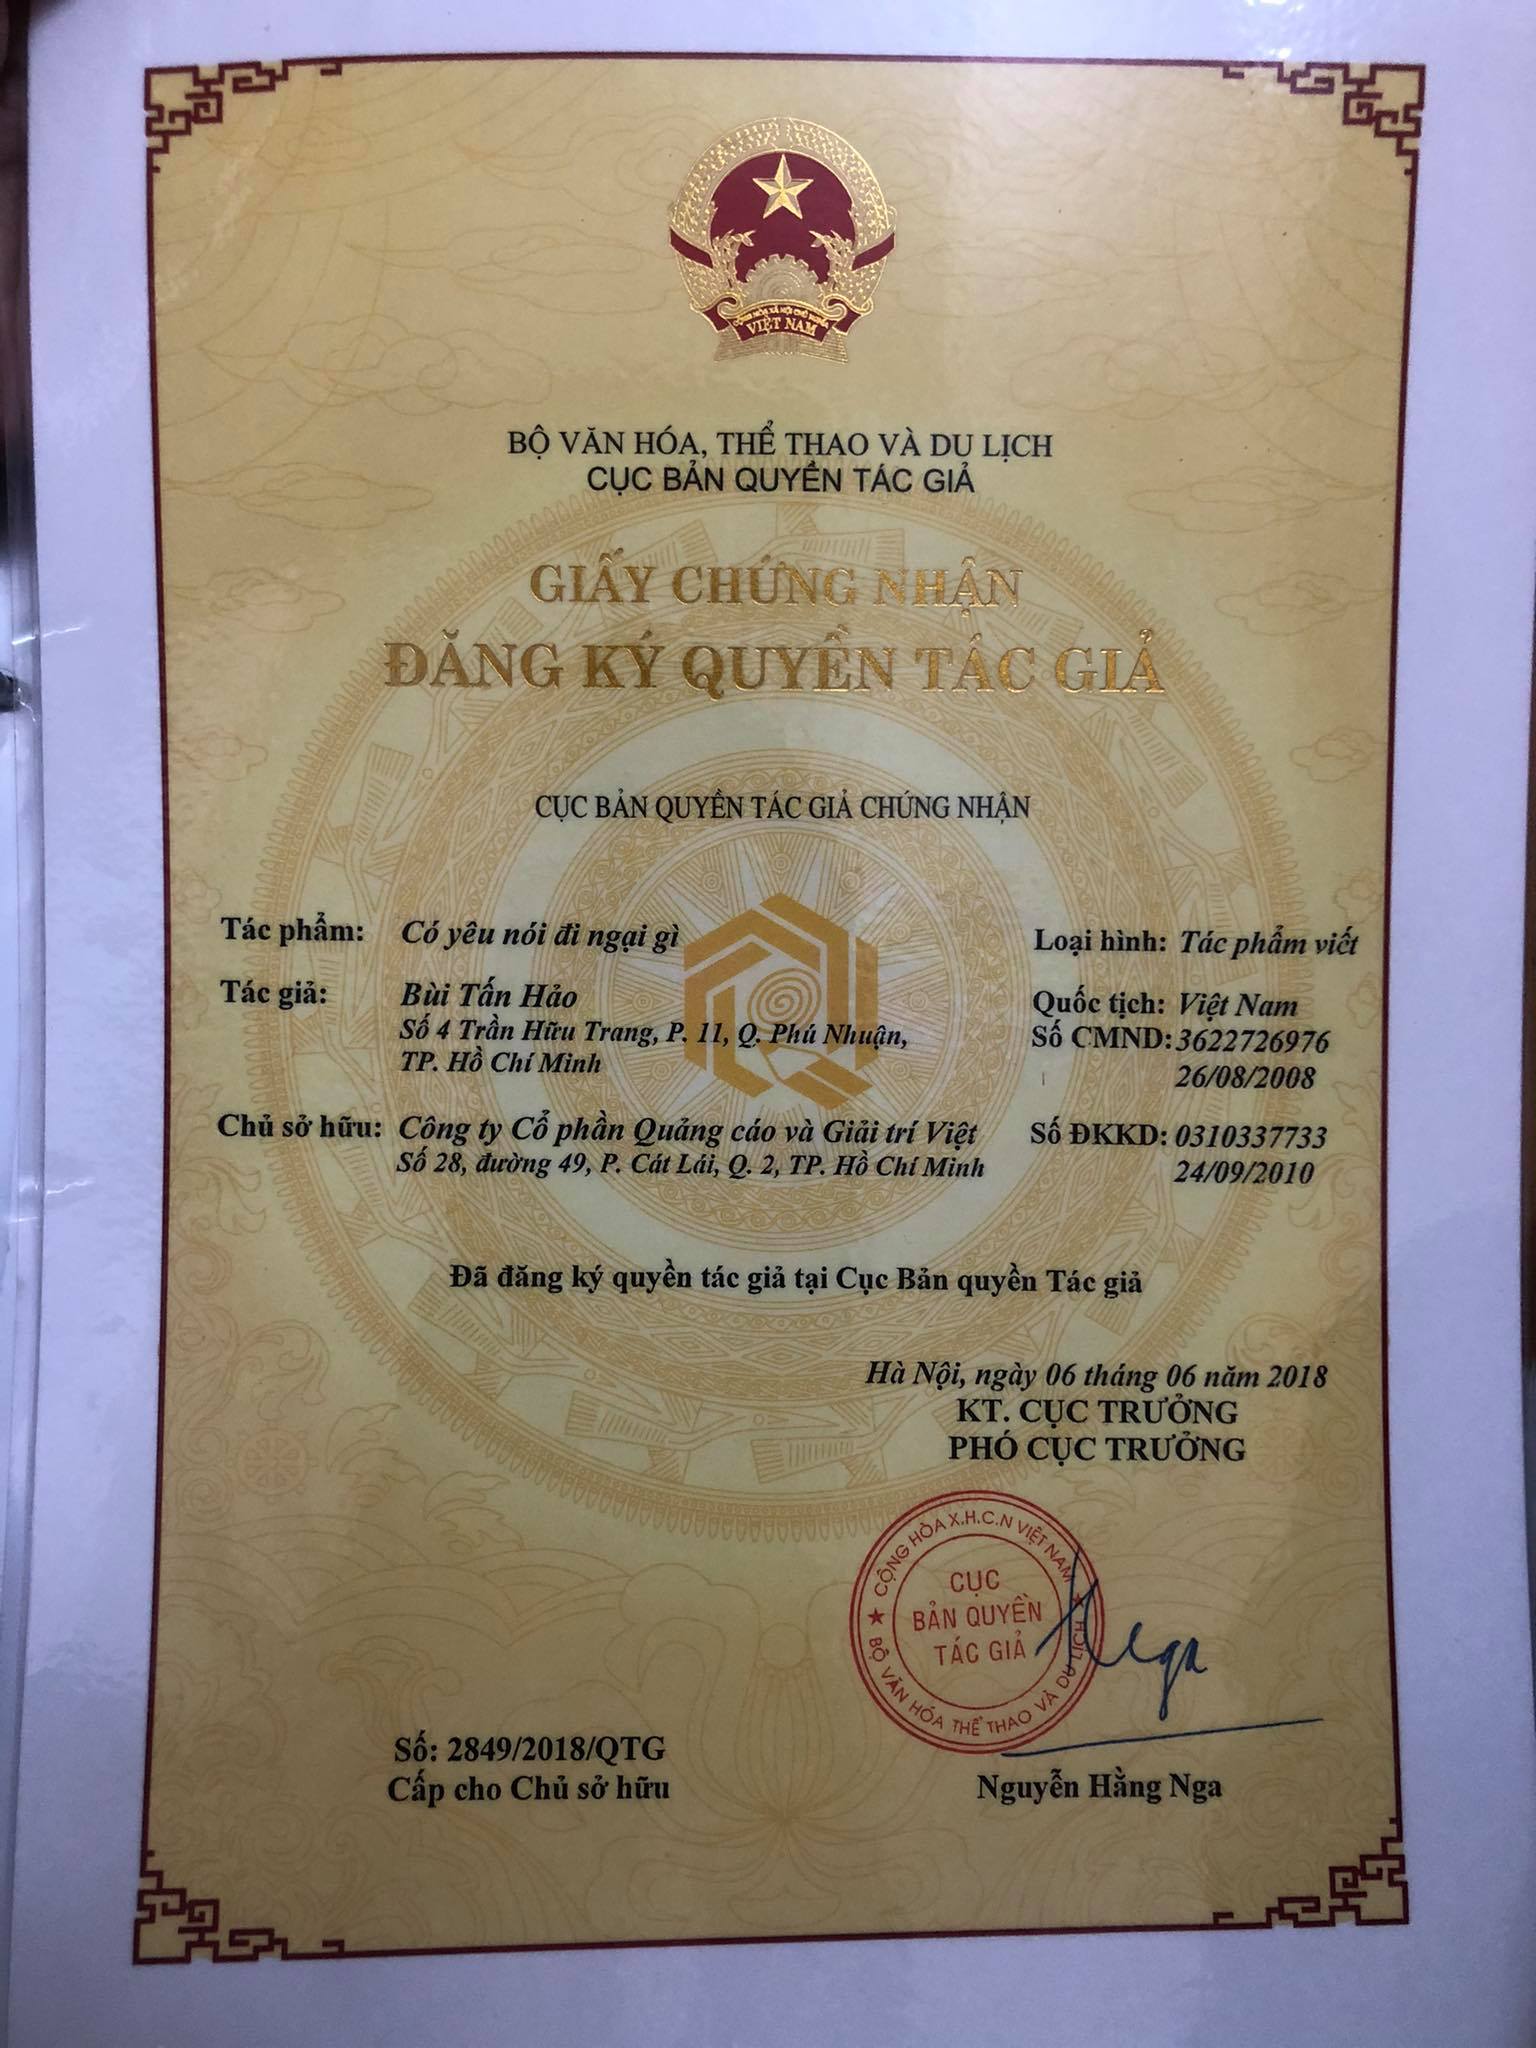 CỘNG HÒA XÃ HỘI CHỦ NGHĨA
VIỆT NAM
BỘ VĂN HÓA, THỂ THAO VÀ DU LỊCH
CỤC BẢN QUYỀN TÁC GIẢ
GIẤY CHỨNG NHẬN
ĐĂNG KÝ QUYỀN TÁC GIẢ
CỤC BẢN QUYỀN TÁC GIẢ CHỨNG NHẬN
Tác phẩm: Có yêu nói đi ngại gì Loại hình: Tác phẩm viết
Tác giả: Bùi Tấn Hảo Quốc tịch: Việt Nam
Số 4 Trần Hữu Trang, P. 11, Q. Phú Nhuận, Số CMND: 3622726976
TP. Hồ Chí Minh 26/08/2008
Chủ sở hữu: Công ty Cổ phần Quảng cáo và Giải trí Việt Số ĐKKD: 0310337733
Số 28, đường 49, P. Cát Lái, Q. 2, TP. Hồ Chí Minh 24/09/2010
Đã đăng ký quyền tác giả tại Cục Bản quyền Tác giả
Hà Nội, ngày 06 tháng 06 năm 2018
KT. CỤC TRƯỞNG
PHÓ CỤC TRƯỞNG
CỘNG HÒA X.H.C.N VIỆT NAM
CỤC
BẢN QUYỀN
TÁC GIẢ
BỘ VĂN HÓA THỂ THAO VÀ DU LỊCH
Nga
Số: 2849/2018/QTG
Cấp cho Chủ sở hữu
Nguyễn Hằng Nga